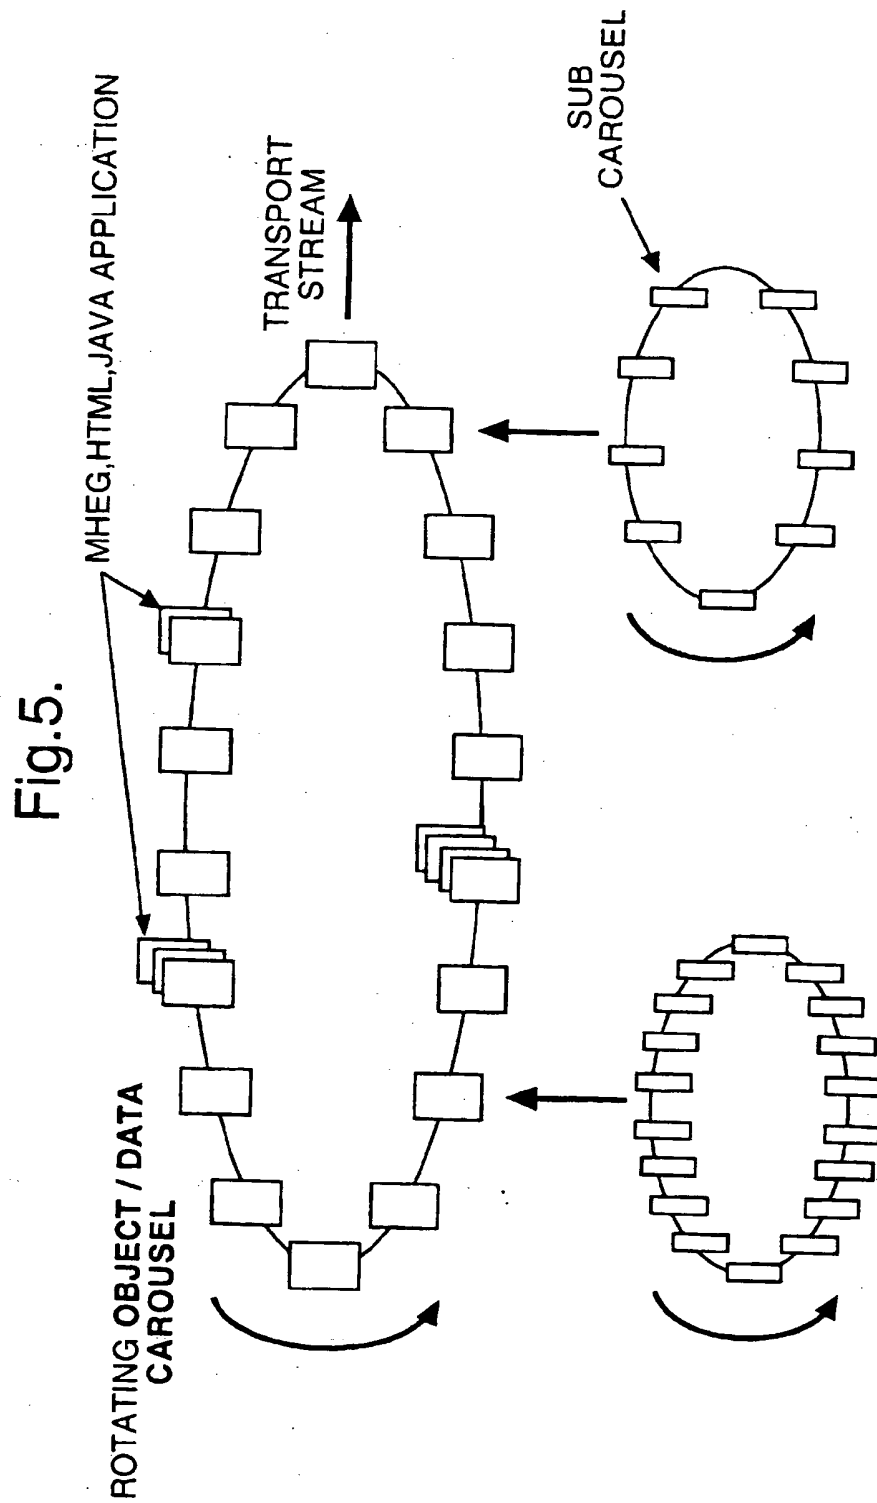 Fig.5.
MHEG,HTML,JAVA APPLICATION
ROTATING OBJECT / DATA
CAROUSEL
TRANSPORT
STREAM
SUB
CAROUSEL